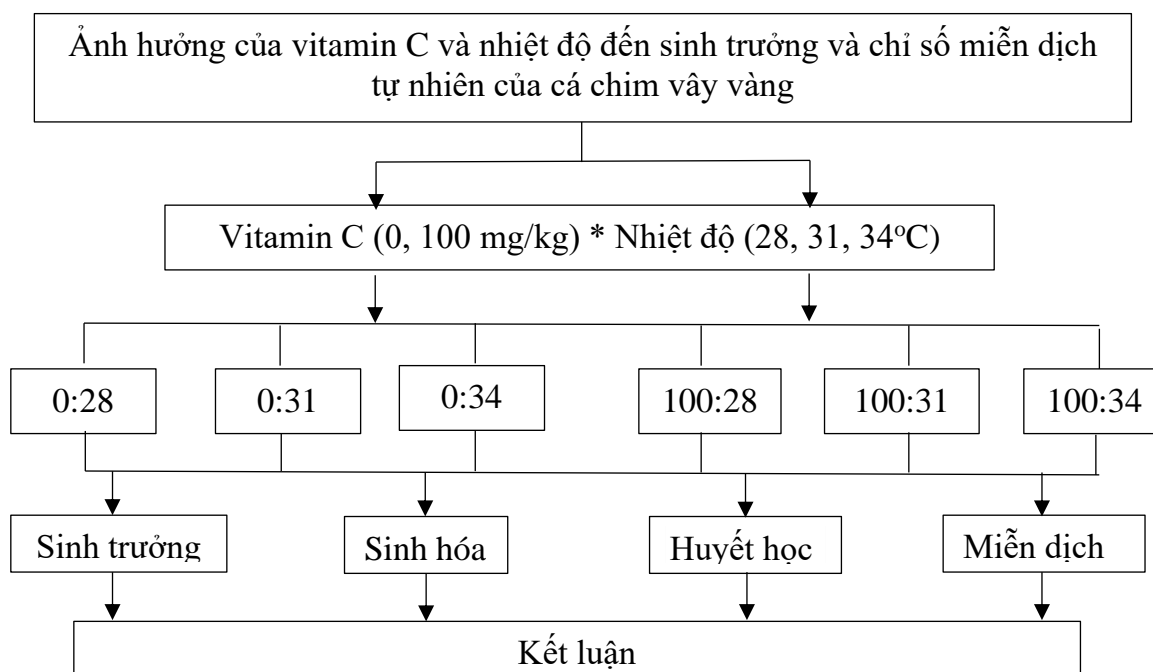 Ảnh hưởng của vitamin C và nhiệt độ đến sinh trưởng và chỉ số miễn dịch
tự nhiên của cá chim vây vàng
Vitamin C (0, 100 mg/kg) * Nhiệt độ (28, 31, 34°C)
0:28
0:31
0:34
100:28
100:31
100:34
Sinh trưởng
Sinh hóa
Huyết học
Miễn dịch
Kết luận